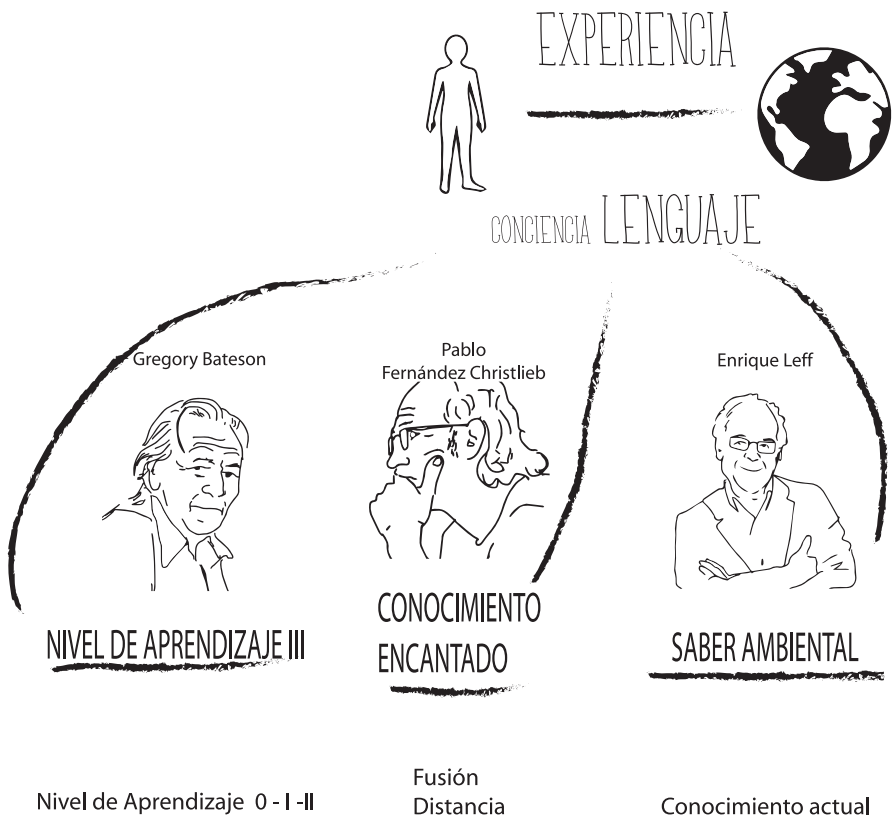 EXPERIENCIA
CONCIENCIA LENGUAJE
Gregory Bateson
Pablo
Fernández Christlieb
Enrique Leff
NIVEL DE APRENDIZAJE III
CONOCIMIENTO
ENCANTADO
SABER AMBIENTAL
Nivel de Aprendizaje 0 - I -II
Fusión
Distancia
Conocimiento actual